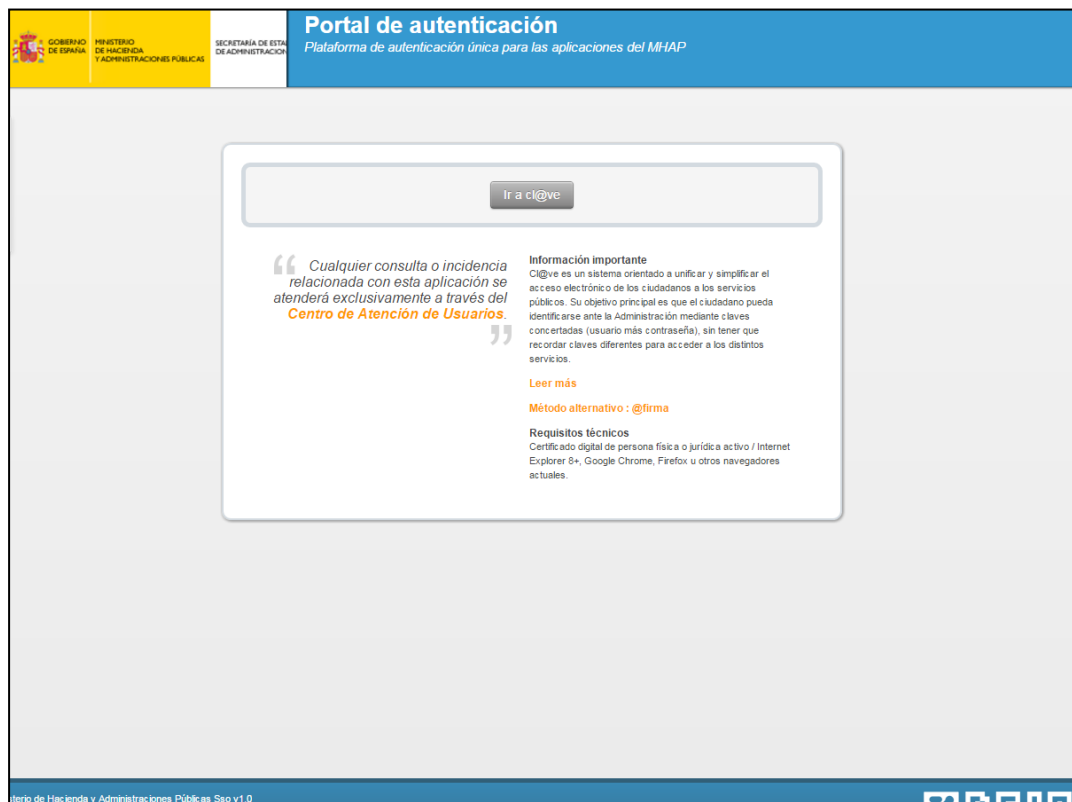 GOBIERNO
DE ESPAÑA
MINISTERIO
DE HACIENDA
Y ADMINISTRACIONES PÚBLICAS
SECRETARÍA DE ESTA
DE ADMINISTRACION
Portal de autenticación
Plataforma de autenticación única para las aplicaciones del MHAP
Ir a cl@ve
Cualquier consulta o incidencia
relacionada con esta aplicación se
atenderá exclusivamente a través del
Centro de Atención de Usuarios.
Información importante
Cl@ve es un sistema orientado a unificar y simplificar el
acceso electrónico de los ciudadanos a los servicios
públicos. Su objetivo principal es que el ciudadano pueda
identificarse ante la Administración mediante claves
concertadas (usuario más contraseña), sin tener que
recordar claves diferentes para acceder a los distintos
servicios.
Leer más
Método alternativo : @firma
Requisitos técnicos
Certificado digital de persona física o jurídica activo / Internet
Explorer 8+, Google Chrome, Firefox u otros navegadores
actuales.
terio de Hacienda y Administraciones Públicas Sso v1.0